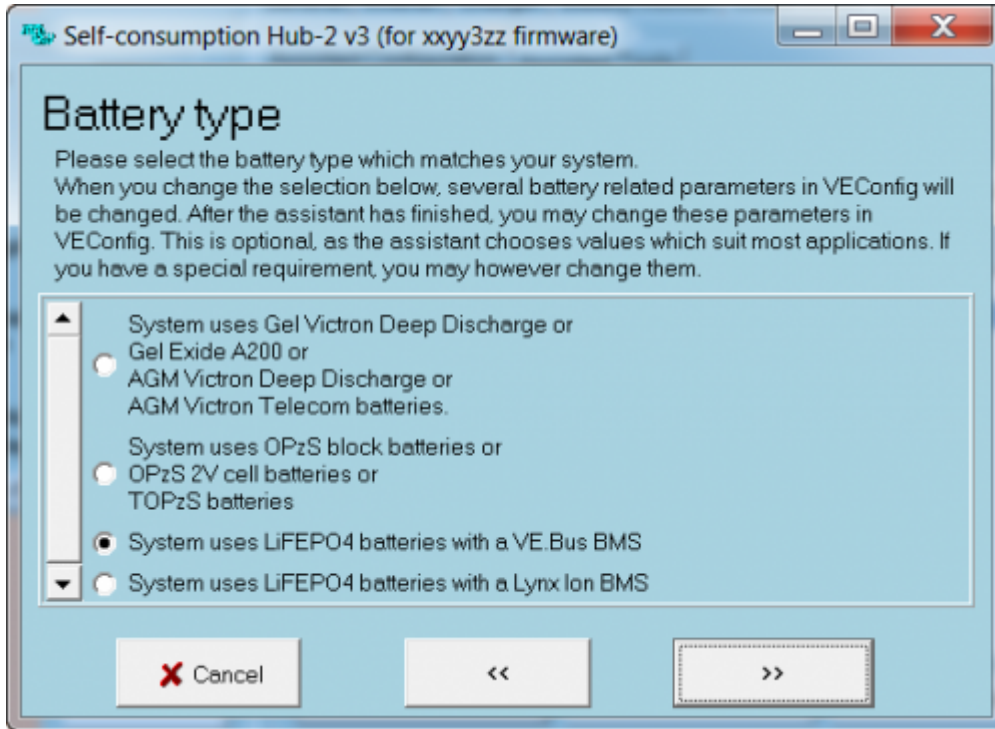 Self-consumption Hub-2 v3 (for xxyy3zz firmware)
X
Battery type
Please select the battery type which matches your system.
When you change the selection below, several battery related parameters in VEConfig will
be changed. After the assistant has finished, you may change these parameters in
VEConfig. This is optional, as the assistant chooses values which suit most applications. If
you have a special requirement, you may however change them.
System uses Gel Victron Deep Discharge or
Gel Exide A200 or
AGM Victron Deep Discharge or
AGM Victron Telecom batteries.
System uses OPzS block batteries or
OPzS 2V cell batteries or
TOPzS batteries
System uses LiFEPO4 batteries with a VE.Bus BMS
System uses LiFEPO4 batteries with a Lynx Ion BMS
Cancel
<<
>>